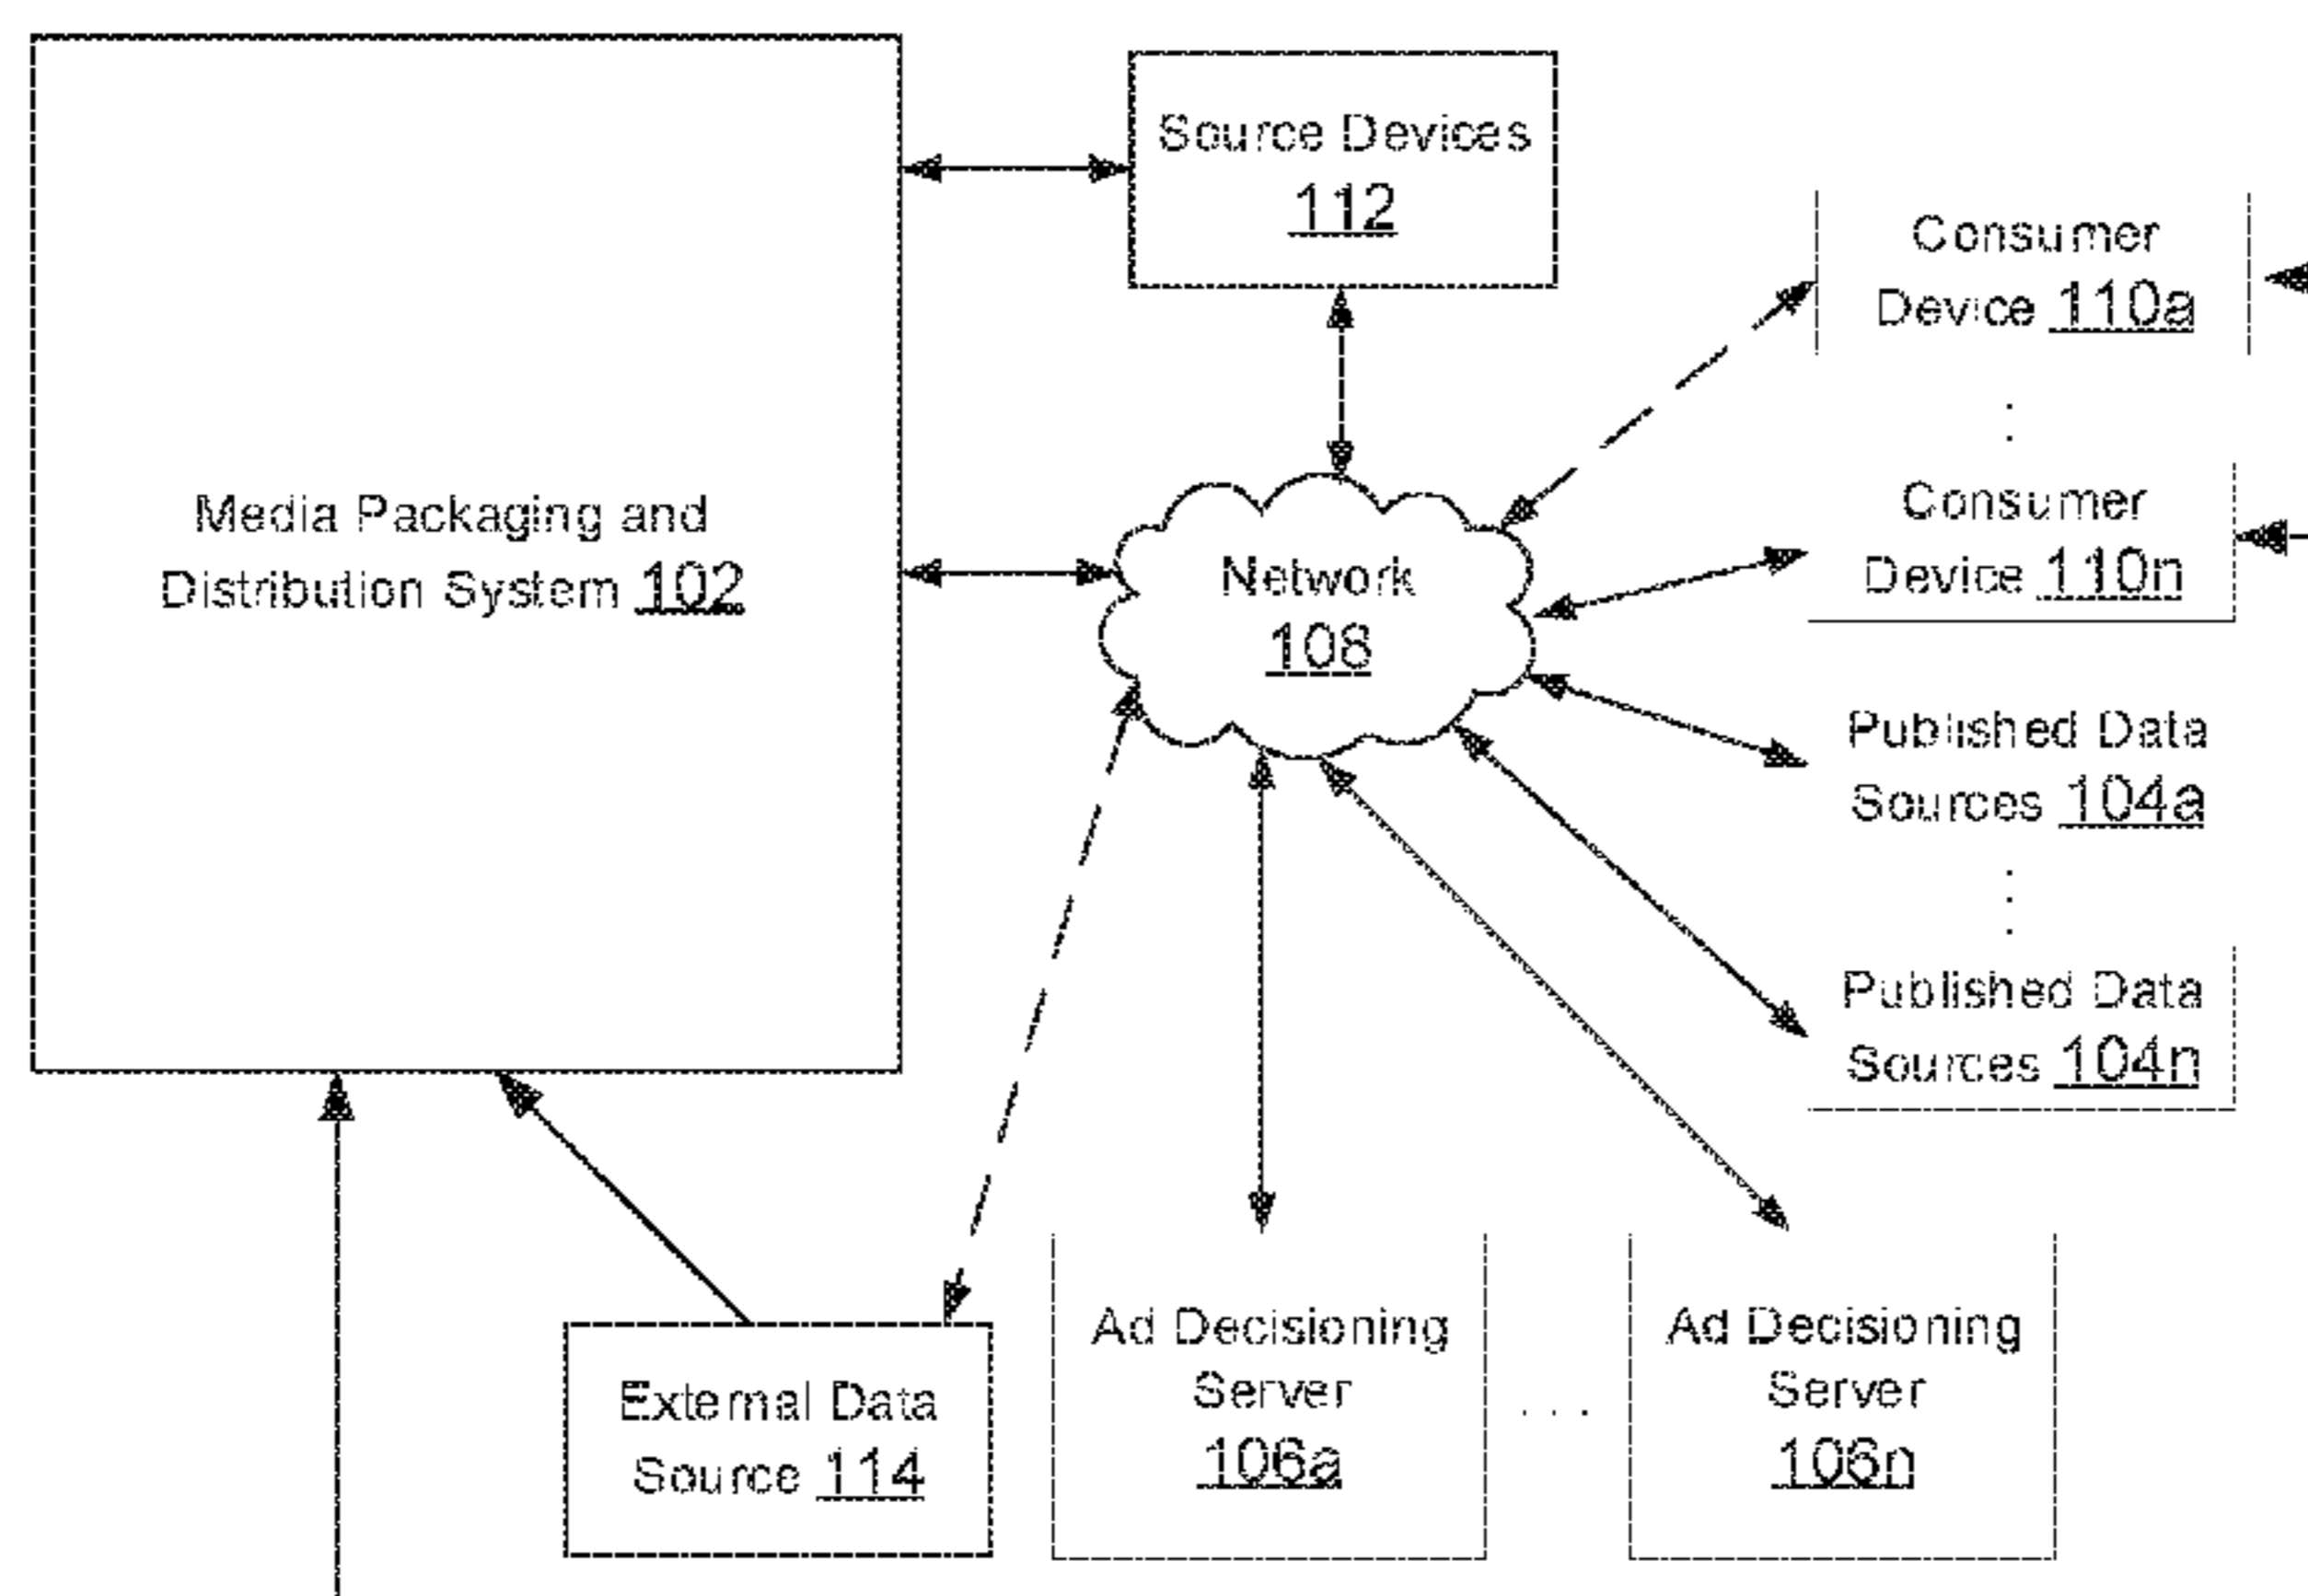 Source Devices
112
Consumer
Device 110a
Media Packaging and
Distribution System 102
Network
108
Consumer
Device 110n
Published Data
Sources 104a
Published Data
Sources 104n
External Data
Source 114
Ad Decisioning
Server
106a
. . .
Ad Decisioning
Server
106n